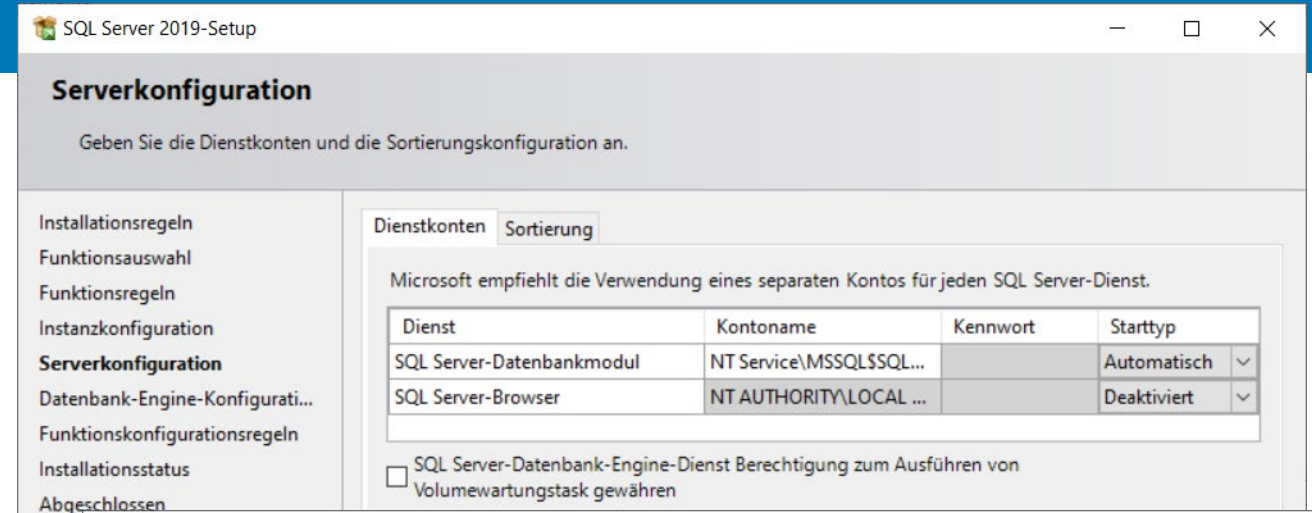 SQL Server 2019-Setup
Serverkonfiguration
Geben Sie die Dienstkonten und die Sortierungskonfiguration an.
Installationsregeln
Funktionsauswahl
Funktionsregeln
Instanzkonfiguration
Serverkonfiguration
Datenbank-Engine-Konfigurati...
Funktionskonfigurationsregeln
Installationsstatus
Abgeschlossen
Dienstkonten Sortierung
Microsoft empfiehlt die Verwendung eines separaten Kontos für jeden SQL Server-Dienst.
Dienst Kontoname Kennwort Starttyp
SQL Server-Datenbankmodul NT Service\MSSQL$SQL... Automatisch
SQL Server-Browser NT AUTHORITY\LOCAL ... Deaktiviert
SQL Server-Datenbank-Engine-Dienst Berechtigung zum Ausführen von
Volumewartungstask gewähren